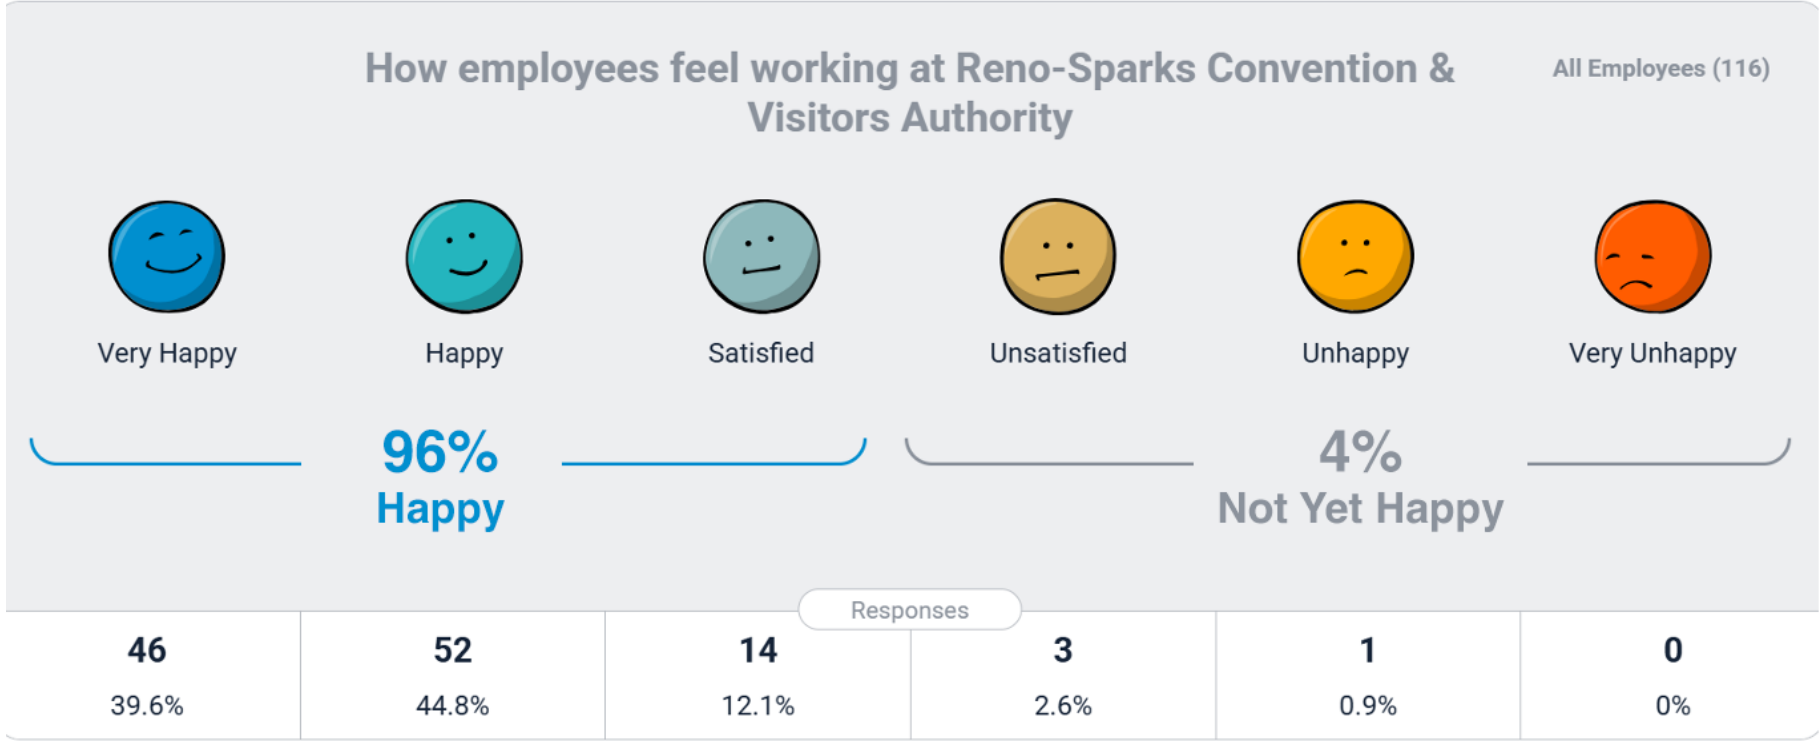 How employees feel working at Reno-Sparks Convention &
Visitors Authority
All Employees (116)
Very Happy
Happy
Satisfied
Unsatisfied
Unhappy
Very Unhappy
96%
Happy
4%
Not Yet Happy
Responses
46
52
14
3
1
0
39.6%
44.8%
12.1%
2.6%
0.9%
0%